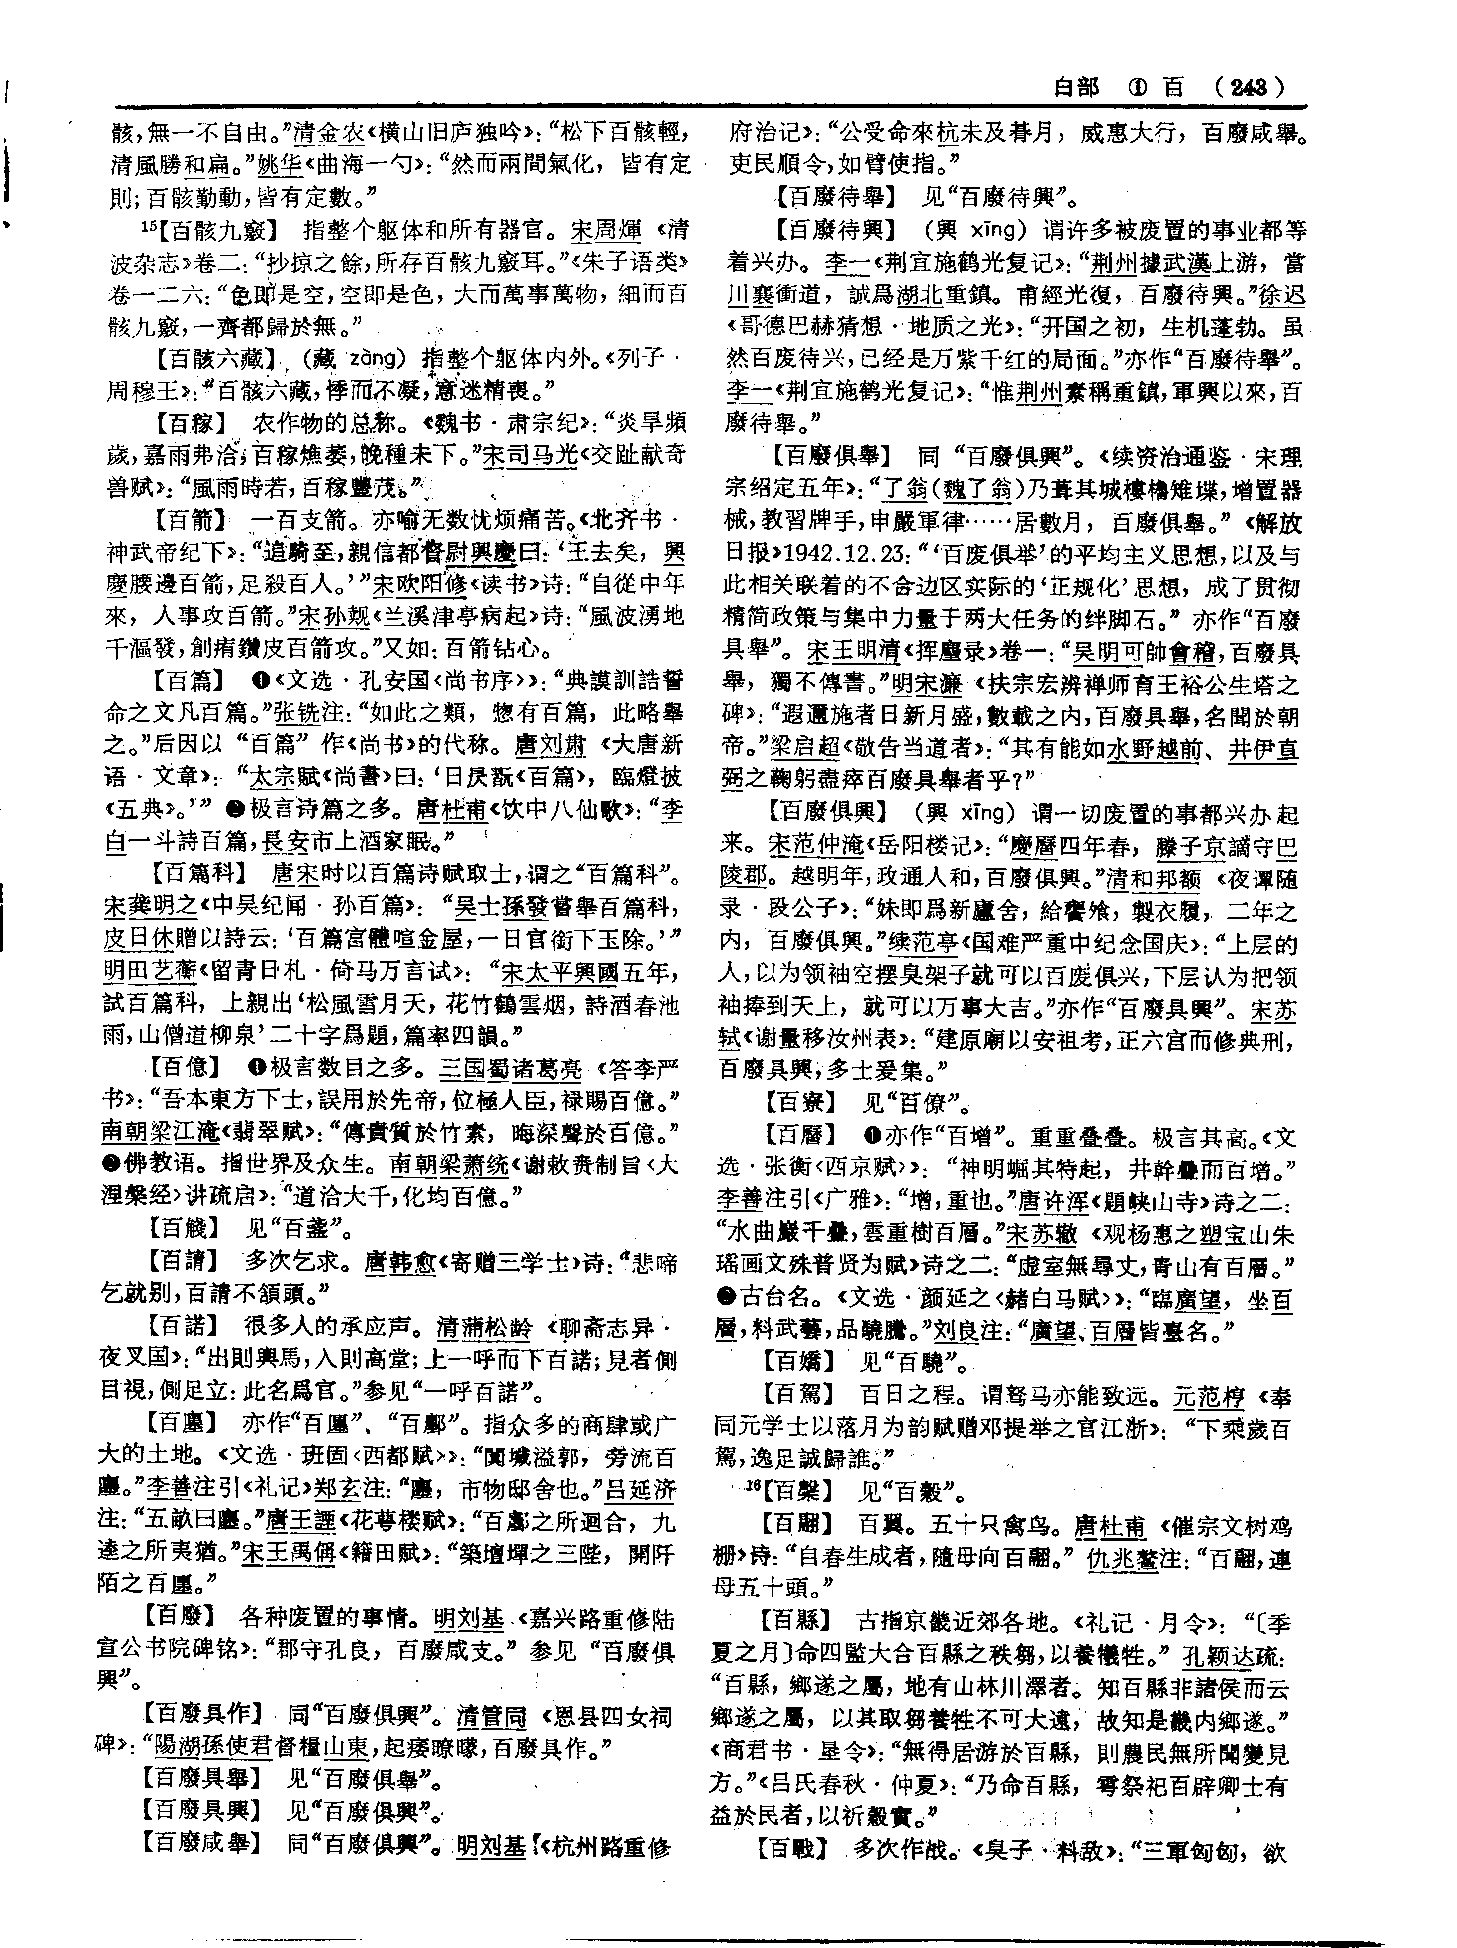 白部 ① 百 （243）
骸，無一不自由。”清金农《横山旧庐独吟》：“松下百骸輕，
清風勝和扁。”姚华《曲海一勺》：“然而兩間氣化，皆有定
則；百骸勤動，皆有定數。”
15【百骸九竅】 指整个躯体和所有器官。宋周煇《清
波杂志》卷二：“抄掠之餘，所存百骸九竅耳。”《朱子语类》
卷一二六：“色即是空，空即是色，大而萬事萬物，細而百
骸九竅，一齊都歸於無。”
【百骸六藏】 （藏 zàng）指整个躯体内外。《列子·
周穆王》：“百骸六藏，悸而不凝，意迷精喪。”
【百稼】 农作物的总称。《魏书·肃宗纪》：“炎旱頻
歲，嘉雨弗洽，百稼燋萎，晚種未下。”宋司马光《交趾献奇
兽赋》：“風雨時若，百稼豐茂。”
【百箭】 一百支箭。亦喻无数忧烦痛苦。《北齐书·
神武帝纪下》：“追騎至，親信都督尉興慶曰：‘王去矣，興
慶腰邊百箭，足殺百人。’”宋欧阳修《读书》诗：“自從中年
來，人事攻百箭。”宋孙觌《兰溪津亭病起》诗：“風波湧地
千漚發，創痏鑽皮百箭攻。”又如：百箭钻心。
【百篇】 ❶《文选·孔安国〈尚书序〉》：“典謨訓誥誓
命之文凡百篇。”张铣注：“如此之類，惣有百篇，此略舉
之。”后因以“百篇”作《尚书》的代称。唐刘肃《大唐新
语·文章》：“太宗賦《尚書》曰：‘日昃翫《百篇》，臨燈披
《五典》。’” ❷极言诗篇之多。唐杜甫《饮中八仙歌》：“李
白一斗詩百篇，長安市上酒家眠。”
【百篇科】 唐宋时以百篇诗赋取士，谓之“百篇科”。
宋龚明之《中吴纪闻·孙百篇》：“吴士孫發嘗舉百篇科，
皮日休贈以詩云：‘百篇宫體喧金屋，一日官銜下玉除。’”
明田艺蘅《留青日札·倚马万言试》：“宋太平興國五年，
試百篇科，上親出‘松風雪月天，花竹鶴雲烟，詩酒春池
雨，山僧道柳泉’二十字爲題，篇率四韻。”
【百億】 ❶极言数目之多。三国蜀诸葛亮《答李严
书》：“吾本東方下士，誤用於先帝，位極人臣，禄賜百億。”
南朝梁江淹《翡翠赋》：“傳貴質於竹素，晦深聲於百億。”
❷佛教语。指世界及众生。南朝梁萧统《谢敕赉制旨〈大
涅槃经〉讲疏启》：“道洽大千，化均百億。”
【百餞】 见“百盞”。
【百請】 多次乞求。唐韩愈《寄赠三学士》诗：“悲啼
乞就别，百請不頷頭。”
【百諾】 很多人的承应声。清蒲松龄《聊斋志异·
夜叉国》：“出則輿馬，入則高堂；上一呼而下百諾；見者側
目視，側足立：此名爲官。”参见“一呼百諾”。
【百廛】 亦作“百㕓”、“百鄽”。指众多的商肆或广
大的土地。《文选·班固〈西都赋〉》：“闐城溢郭，旁流百
廛。”李善注引《礼记》郑玄注：“廛，市物邸舍也。”吕延济
注：“五畝曰廛。”唐王諲《花萼楼赋》：“百鄽之所迴合，九
逵之所夷猶。”宋王禹偁《籍田赋》：“築壇墠之三陛，開阡
陌之百㕓。”
【百廢】 各种废置的事情。明刘基《嘉兴路重修陆
宣公书院碑铭》：“郡守孔良，百廢咸支。”参见“百廢俱
興”。
【百廢具作】 同“百廢俱興”。清管同《恩县四女祠
碑》：“陽湖孫使君督糧山東，起痿瞭矇，百廢具作。”
【百廢具舉】 见“百廢俱舉”。
【百廢具興】 见“百廢俱興”。
【百廢咸舉】 同“百廢俱興”。明刘基《杭州路重修
府治记》：“公受命來杭未及朞月，威惠大行，百廢咸舉。
吏民順令，如臂使指。”
【百廢待舉】 见“百廢待興”。
【百廢待興】 （興 xīng）谓许多被废置的事业都等
着兴办。李一《荆宜施鹤光复记》：“荆州據武漢上游，當
川襄衝道，誠爲湖北重鎮。甫經光復，百廢待興。”徐迟
《哥德巴赫猜想·地质之光》：“开国之初，生机蓬勃。虽
然百废待兴，已经是万紫千红的局面。”亦作“百廢待舉”。
李一《荆宜施鹤光复记》：“惟荆州素稱重鎮，軍興以來，百
廢待舉。”
【百廢俱舉】 同“百廢俱興”。《续资治通鉴·宋理
宗绍定五年》：“了翁（魏了翁）乃葺其城樓櫓雉堞，增置器
械，教習牌手，申嚴軍律……居數月，百廢俱舉。”《解放
日报》1942.12.23：“‘百废俱举’的平均主义思想，以及与
此相关联着的不合边区实际的‘正规化’思想，成了贯彻
精简政策与集中力量于两大任务的绊脚石。”亦作“百廢
具舉”。宋王明清《挥麈录》卷一：“吴明可帥會稽，百廢具
舉，獨不傳書。”明宋濂《扶宗宏辨禅师育王裕公生塔之
碑》：“遐邇施者日新月盛，數載之内，百廢具舉，名聞於朝
帝。”梁启超《敬告当道者》：“其有能如水野越前、井伊直
弼之鞠躬盡瘁百廢具舉者乎？”
【百廢俱興】 （興 xīng）谓一切废置的事都兴办起
来。宋范仲淹《岳阳楼记》：“慶曆四年春，滕子京謫守巴
陵郡。越明年，政通人和，百廢俱興。”清和邦额《夜潭随
录·段公子》：“妹即爲新廬舍，給饔飧，製衣履，二年之
内，百廢俱興。”续范亭《国难严重中纪念国庆》：“上层的
人，以为领袖空摆臭架子就可以百废俱兴，下层认为把领
袖捧到天上，就可以万事大吉。”亦作“百廢具興”。宋苏
轼《谢量移汝州表》：“建原廟以安祖考，正六宫而修典刑，
百廢具興，多士爰集。”
【百寮】 见“百僚”。
【百層】 ❶亦作“百增”。重重叠叠。极言其高。《文
选·张衡〈西京赋〉》：“神明崛其特起，井幹疊而百增。”
李善注引《广雅》：“增，重也。”唐许浑《题峡山寺》诗之二：
“水曲巖千疊，雲重樹百層。”宋苏辙《观杨惠之塑宝山朱
瑶画文殊普贤为赋》诗之二：“虚室無尋丈，青山有百層。”
❷古台名。《文选·颜延之〈赭白马赋〉》：“臨廣望，坐百
層，料武藝，品驍騰。”刘良注：“廣望、百層皆臺名。”
【百嬌】 见“百驍”。
【百駕】 百日之程。谓驽马亦能致远。元范梈《奉
同元学士以落月为韵赋赠邓提举之官江浙》：“下乘歲百
駕，逸足誠歸誰。”
16【百槃】 见“百縏”。
【百翮】 百翼。五十只禽鸟。唐杜甫《催宗文树鸡
栅》诗：“自春生成者，隨母向百翮。”仇兆鳌注：“百翮，連
母五十頭。”
【百縣】 古指京畿近郊各地。《礼记·月令》：“〔季
夏之月〕命四監大合百縣之秩芻，以養犧牲。”孔颖达疏：
“百縣，鄉遂之屬，地有山林川澤者。知百縣非諸侯而云
鄉遂之屬，以其取芻養牲不可大遠，故知是畿内鄉遂。”
《商君书·垦令》：“無得居游於百縣，則農民無所聞變見
方。”《吕氏春秋·仲夏》：“乃命百縣，雩祭祀百辟卿士有
益於民者，以祈穀實。”
【百戰】 多次作战。《吴子·料敌》：“三軍匈匈，欲